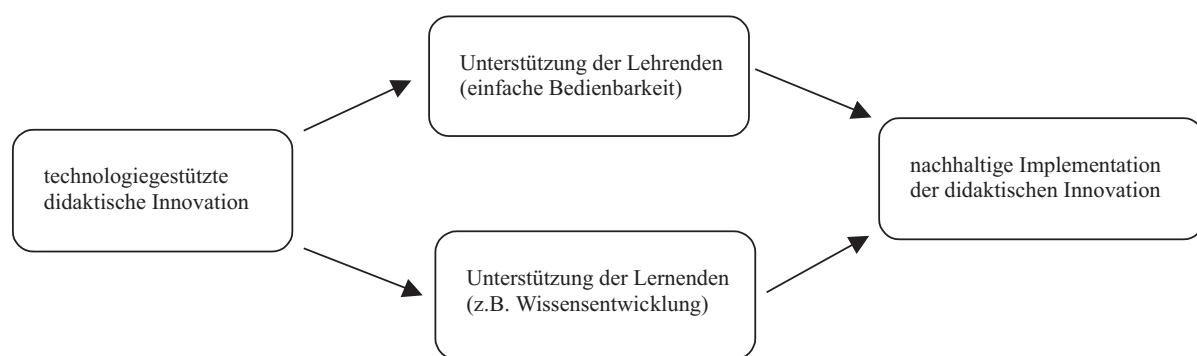 Unterstützung der Lehrenden
(einfache Bedienbarkeit)
technologiegestützte
didaktische Innovation
nachhaltige Implementation
der didaktischen Innovation
Unterstützung der Lernenden
(z.B. Wissensentwicklung)